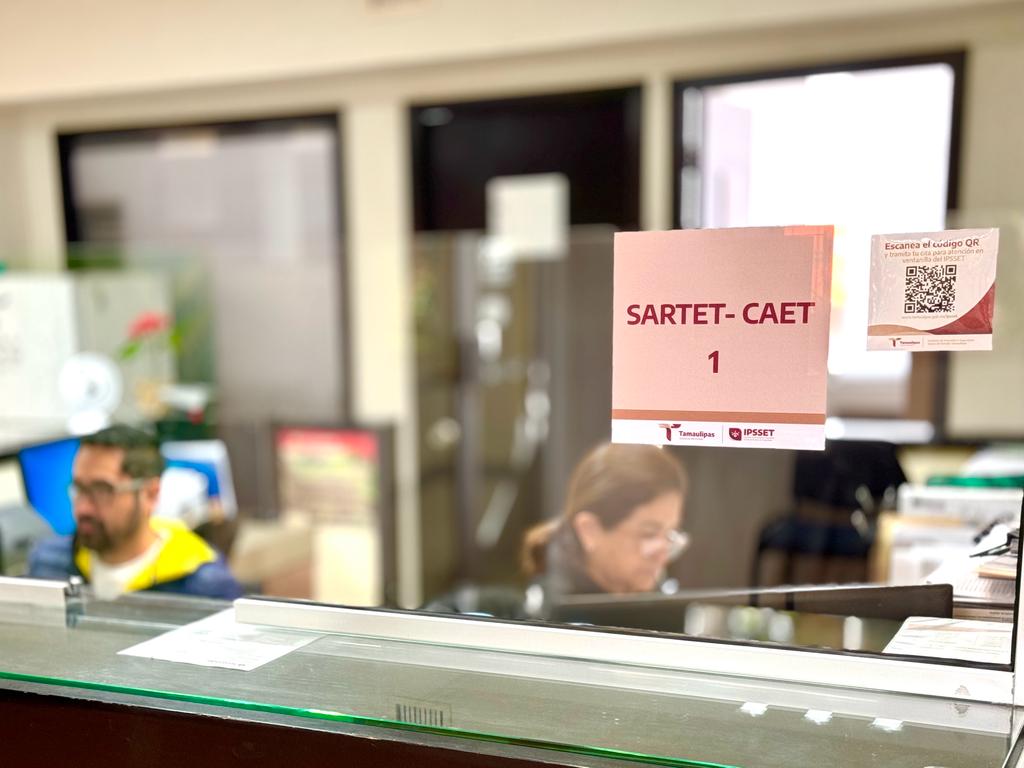 SARTET- CAET
1
Tamaulipas
IPSSET
Escanea el código QR
y tramita tu cita para atención en
ventanilla del IPSSET
Tamaulipas